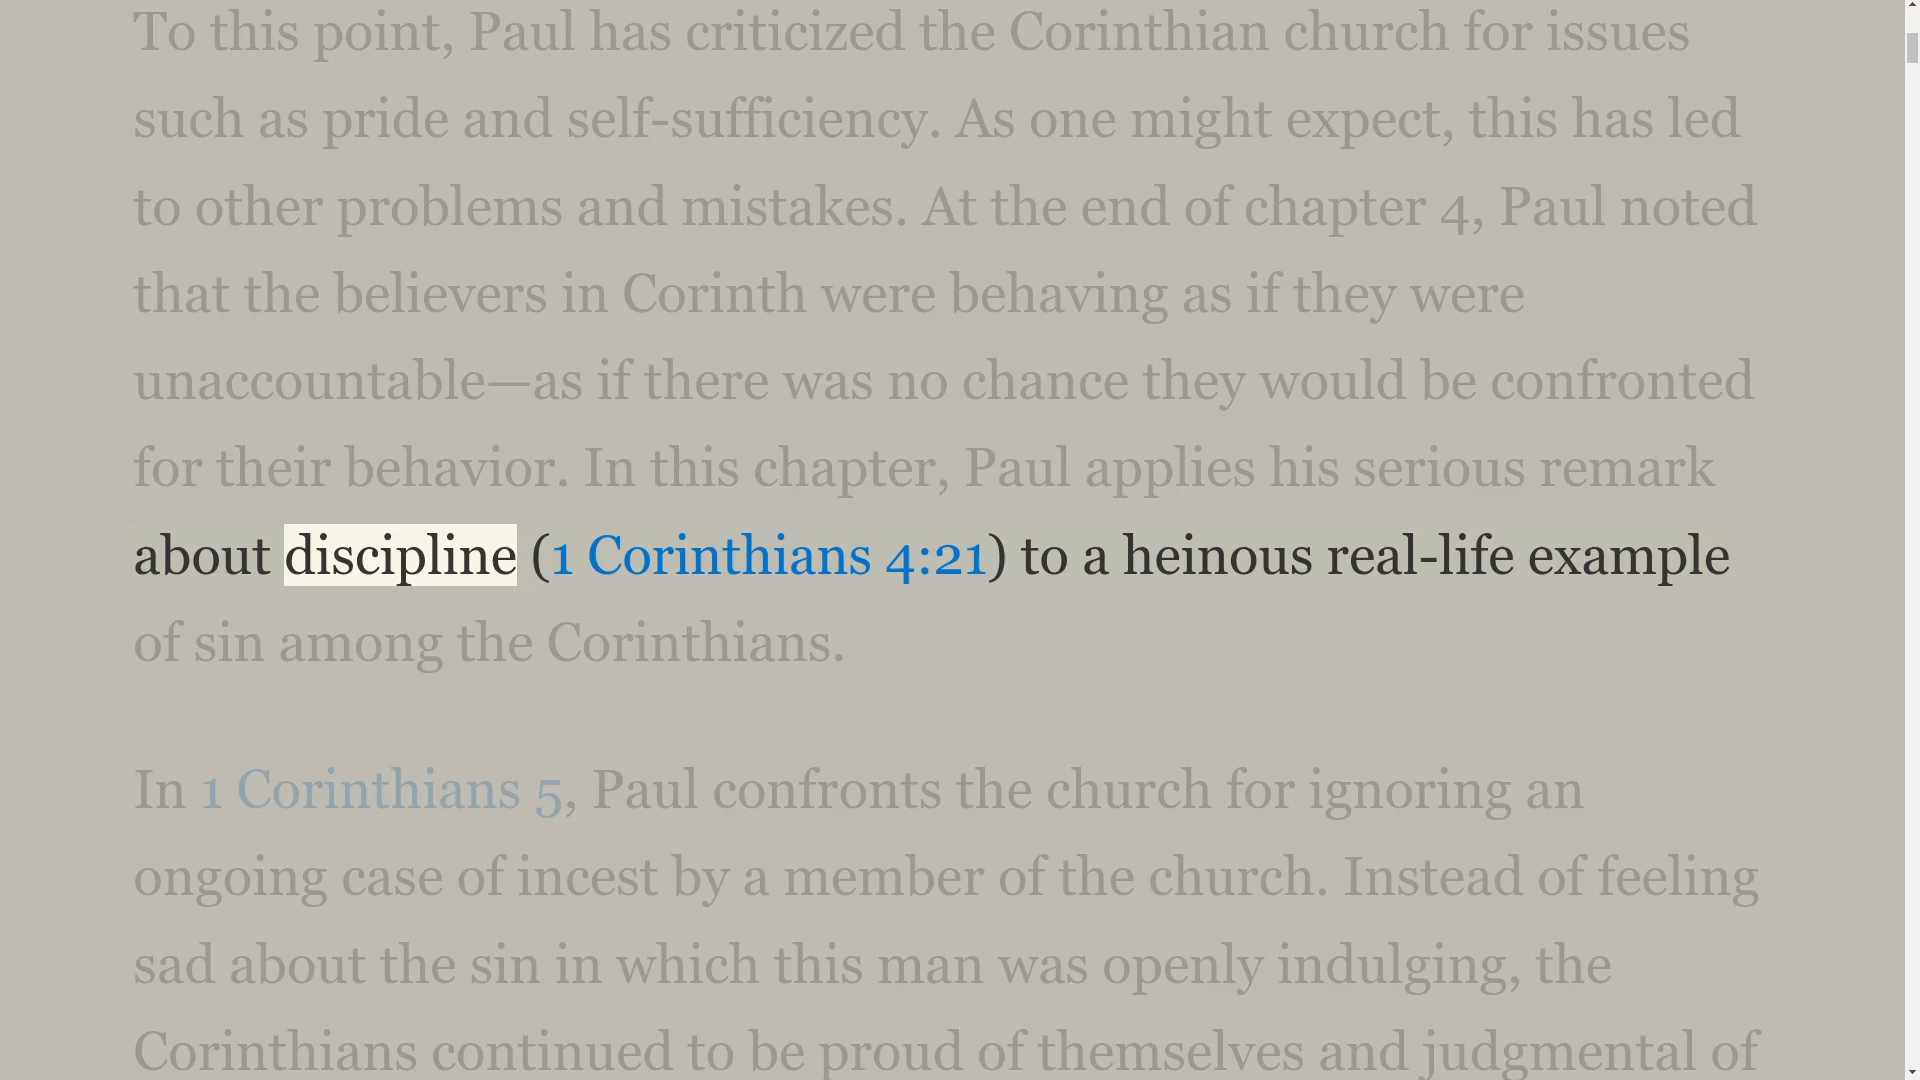 To this point, Paul has criticized the Corinthian church for issues
such as pride and self-sufficiency. As one might expect, this has led
to other problems and mistakes. At the end of chapter 4, Paul noted
that the believers in Corinth were behaving as if they were
unaccountable—as if there was no chance they would be confronted
for their behavior. In this chapter, Paul applies his serious remark
about discipline (1 Corinthians 4:21) to a heinous real-life example
of sin among the Corinthians.
In 1 Corinthians 5, Paul confronts the church for ignoring an
ongoing case of incest by a member of the church. Instead of feeling
sad about the sin in which this man was openly indulging, the
Corinthians continued to be proud of themselves and judgmental of